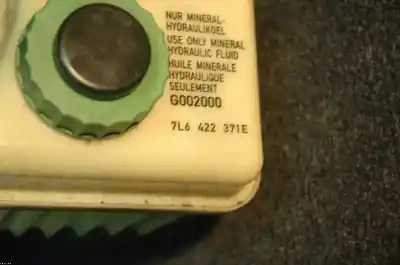 NUR MINERAL-
HYDRAULIKOEL
USE ONLY MINERAL
HYDRAULIC FLUID
HUILE MINERALE
HYDRAULIQUE
SEULEMENT
G002000
7L6 422 371E